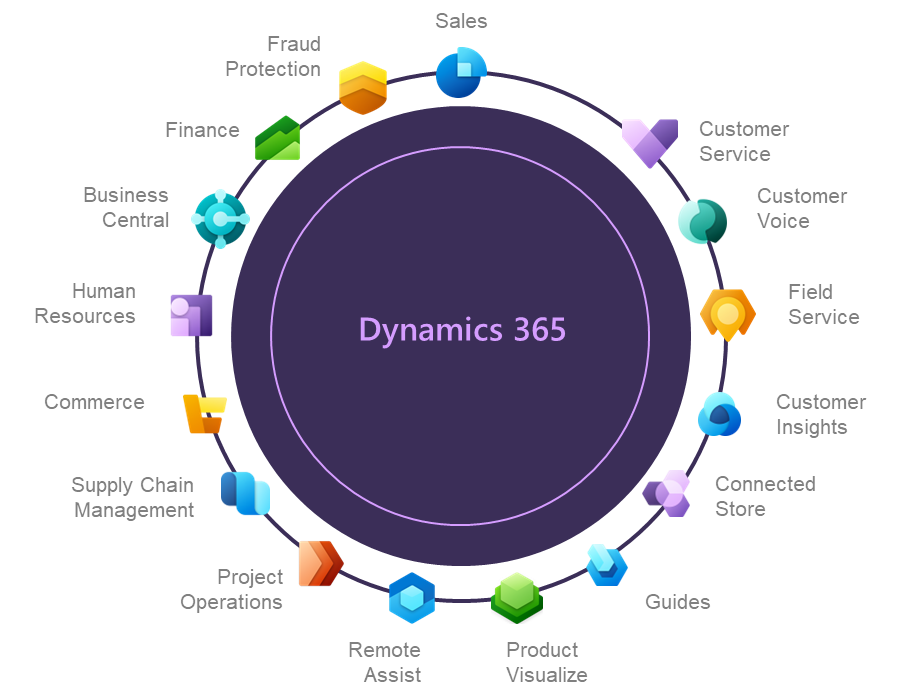 Sales
Fraud
Protection
Finance
Customer
Service
Business
Central
Customer
Voice
Human
Resources
Field
Service
Dynamics 365
Commerce
Customer
Insights
Supply Chain
Management
Connected
Store
Project
Operations
Guides
Remote
Assist
Product
Visualize